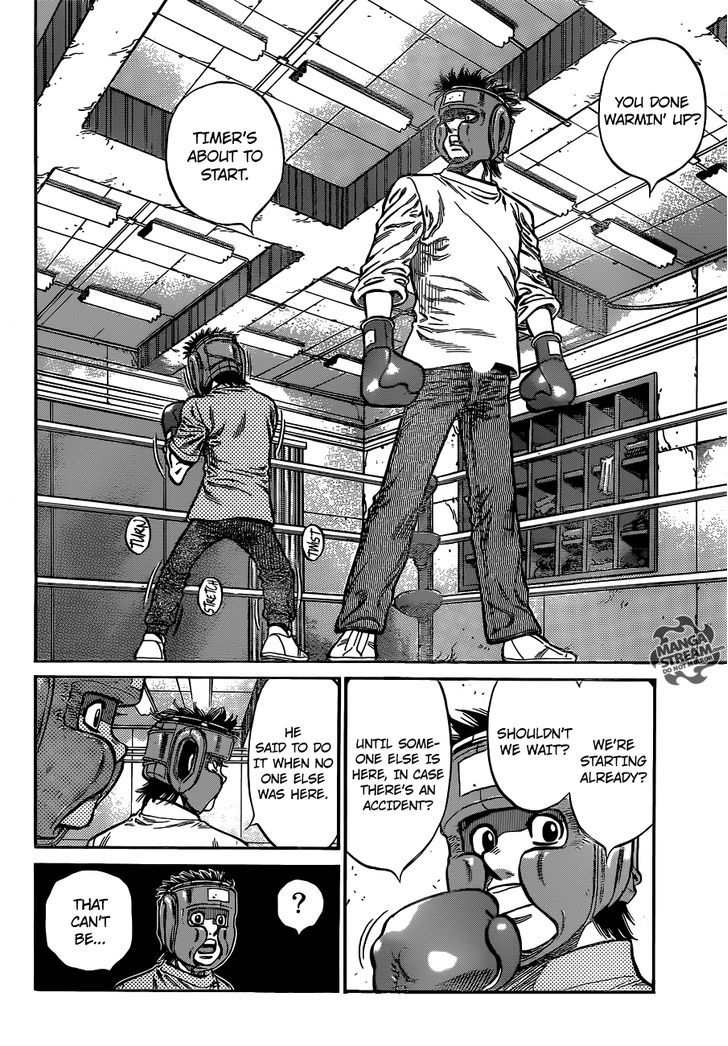 YOU DONE
WARMIN' UP?
TIMER'S
ABOUT TO
START.
TURN
STRETCH
TWIST
MANGA
STREAM
DO NOT MIRROR
WE'RE
STARTING
ALREADY?
SHOULDN'T
WE WAIT?
UNTIL SOME-
ONE ELSE IS
HERE, IN CASE
THERE'S AN
ACCIDENT?
HE
SAID TO DO
IT WHEN NO
ONE ELSE
WAS HERE.
?
THAT
CAN'T
BE...